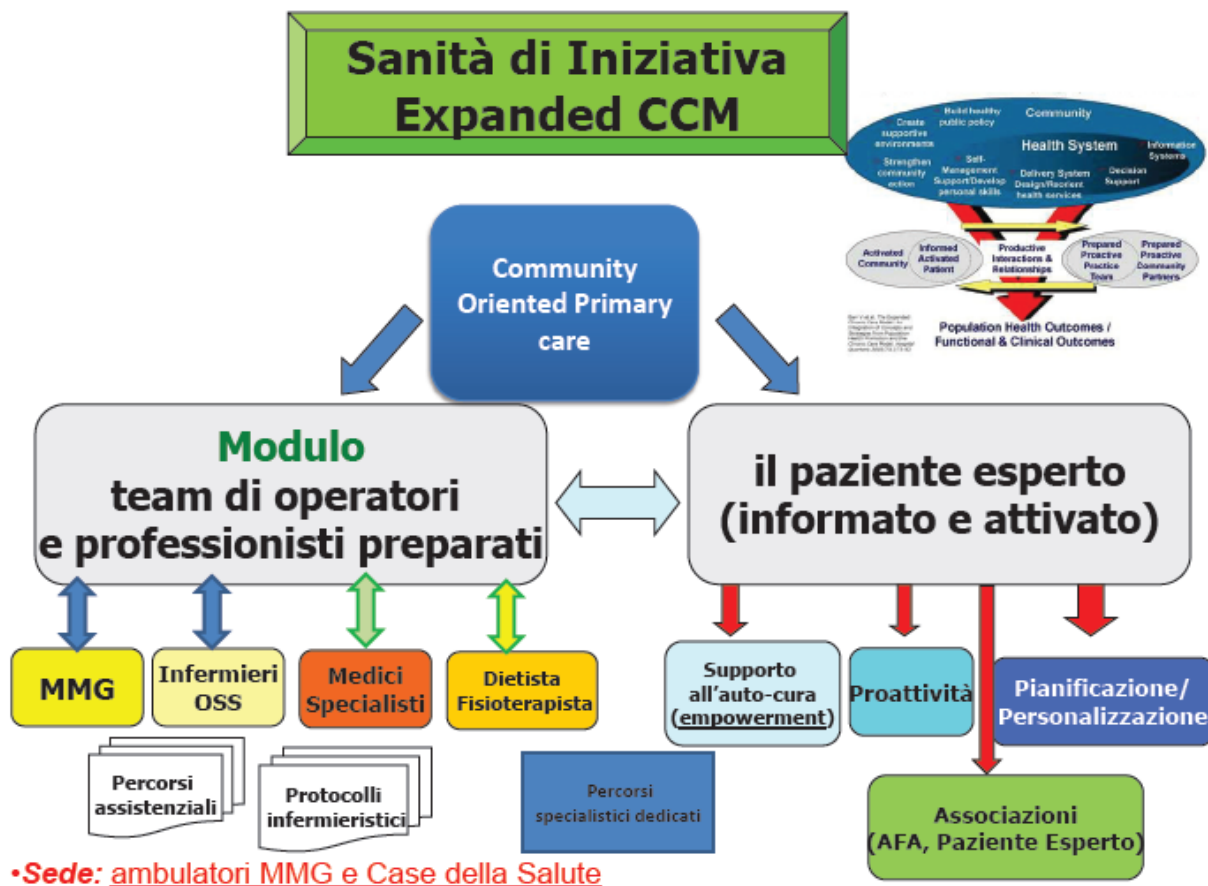 Sanità di Iniziativa
Expanded CCM
Build healthy
public policy
Community
Create
supportive
environments
Health System
Information
Systems
Strengthen
community
action
Self-
Management
Support/Develop
personal skills
Delivery System
Design/Reorient
health services
Decision
Support
Activated
Community
Informed
Activated
Patient
Productive
Interactions &
Relationships
Prepared
Proactive
Practice
Team
Prepared
Proactive
Community
Partners
Population Health Outcomes /
Functional & Clinical Outcomes
Community
Oriented Primary
care
Modulo
team di operatori
e professionisti preparati
il paziente esperto
(informato e attivato)
MMG
Infermieri
OSS
Medici
Specialisti
Dietista
Fisioterapista
Supporto
all'auto-cura
(empowerment)
Proattività
Pianificazione/
Personalizzazione
Percorsi
assistenziali
Protocolli
infermieristici
Percorsi
specialistici dedicati
Associazioni
(AFA, Paziente Esperto)
•Sede: ambulatori MMG e Case della Salute